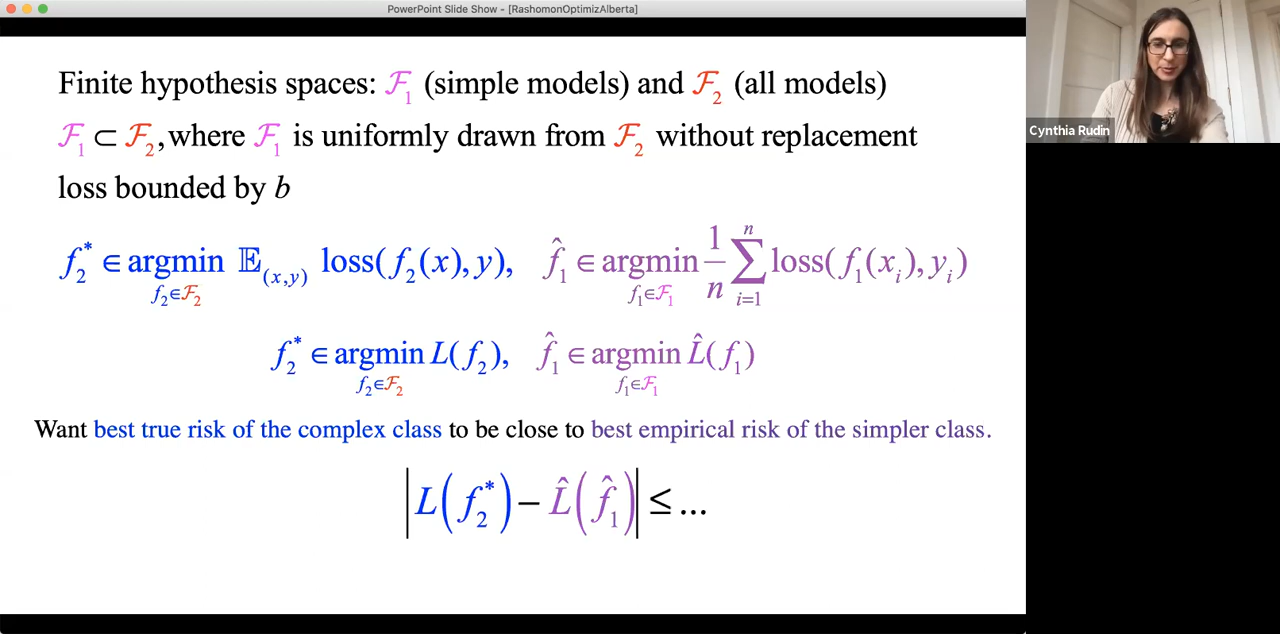 PowerPoint Slide Show - [RashomonOptimizAlberta]
Finite hypothesis spaces: ℱ₁ (simple models) and ℱ₂ (all models)
ℱ₁ ⊂ ℱ₂, where ℱ₁ is uniformly drawn from ℱ₂ without replacement
loss bounded by b
f₂* ∈ argmin_{f₂∈ℱ₂} 𝔼_{(x,y)} loss(f₂(x), y), f̂₁ ∈ argmin_{f₁∈ℱ₁} 1/n ∑_{i=1}^{n} loss(f₁(x_i), y_i)
f₂* ∈ argmin_{f₂∈ℱ₂} L(f₂), f̂₁ ∈ argmin_{f₁∈ℱ₁} L̂(f₁)
Want best true risk of the complex class to be close to best empirical risk of the simpler class.
|L(f₂*) − L̂(f̂₁)| ≤ ...
Cynthia Rudin